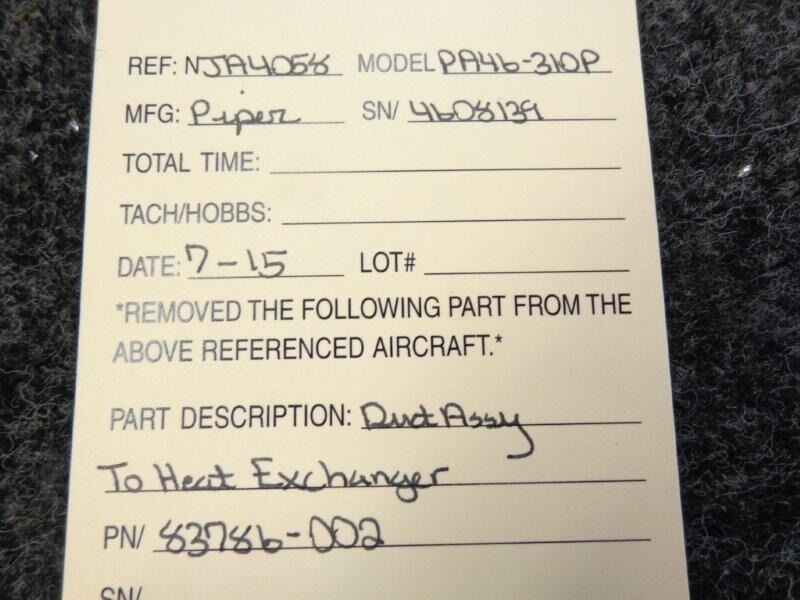 REF: NJA4058 MODEL PA46-310P
MFG: Piper SN/ 4608139
TOTAL TIME:
TACH/HOBBS:
DATE: 7-15 LOT#
*REMOVED THE FOLLOWING PART FROM THE
ABOVE REFERENCED AIRCRAFT.*
PART DESCRIPTION: Duct Assy
To Heat Exchanger
PN/ 83786-002
SN/